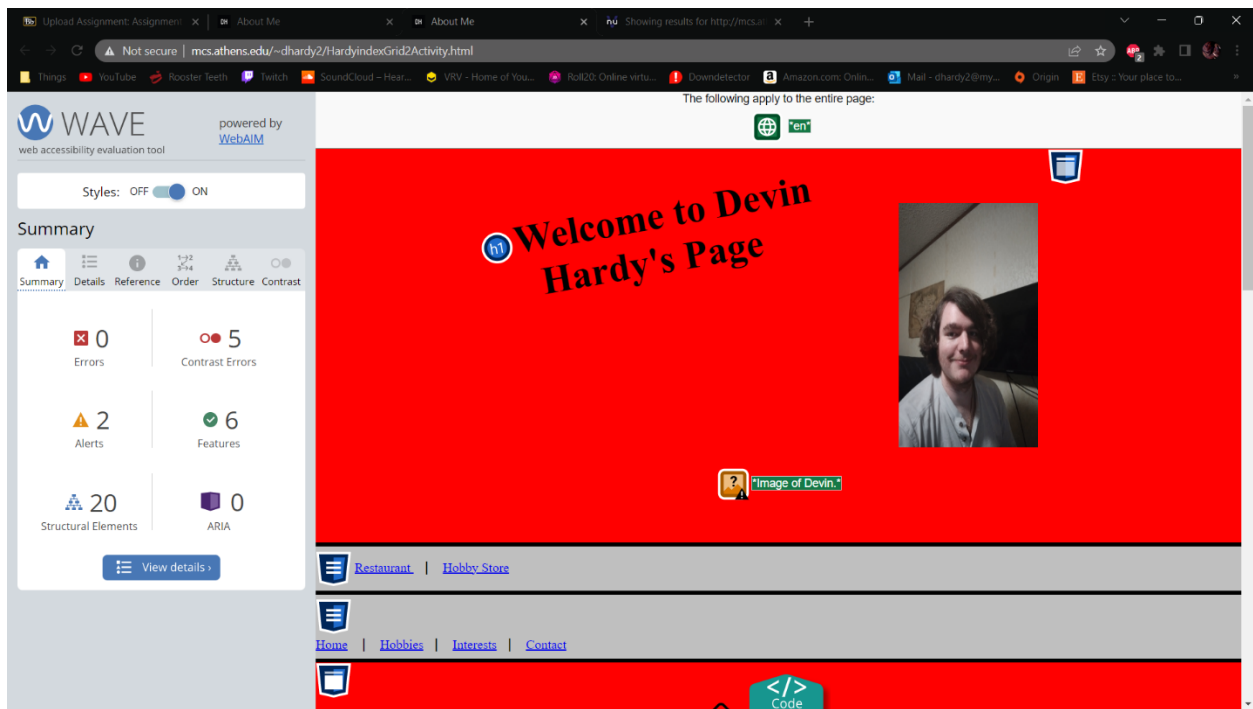 Upload Assignment: Assignment
About Me
About Me
Showing results for http://mcs.at
Not secure | mcs.athens.edu/~dhardy2/HardyindexGrid2Activity.html
Things YouTube Rooster Teeth Twitch SoundCloud – Hear... VRV - Home of You... Roll20: Online virtu... Downdetector Amazon.com: Onlin... Mail - dhardy2@my... Origin Etsy :: Your place to...
WAVE
web accessibility evaluation tool
powered by
WebAIM
Styles: OFF ON
Summary
Summary Details Reference Order Structure Contrast
0
Errors
5
Contrast Errors
2
Alerts
6
Features
20
Structural Elements
0
ARIA
View details ›
The following apply to the entire page:
*en*
h1
Welcome to Devin
Hardy's Page
*Image of Devin.*
Restaurant | Hobby Store
Home | Hobbies | Interests | Contact
</>
Code